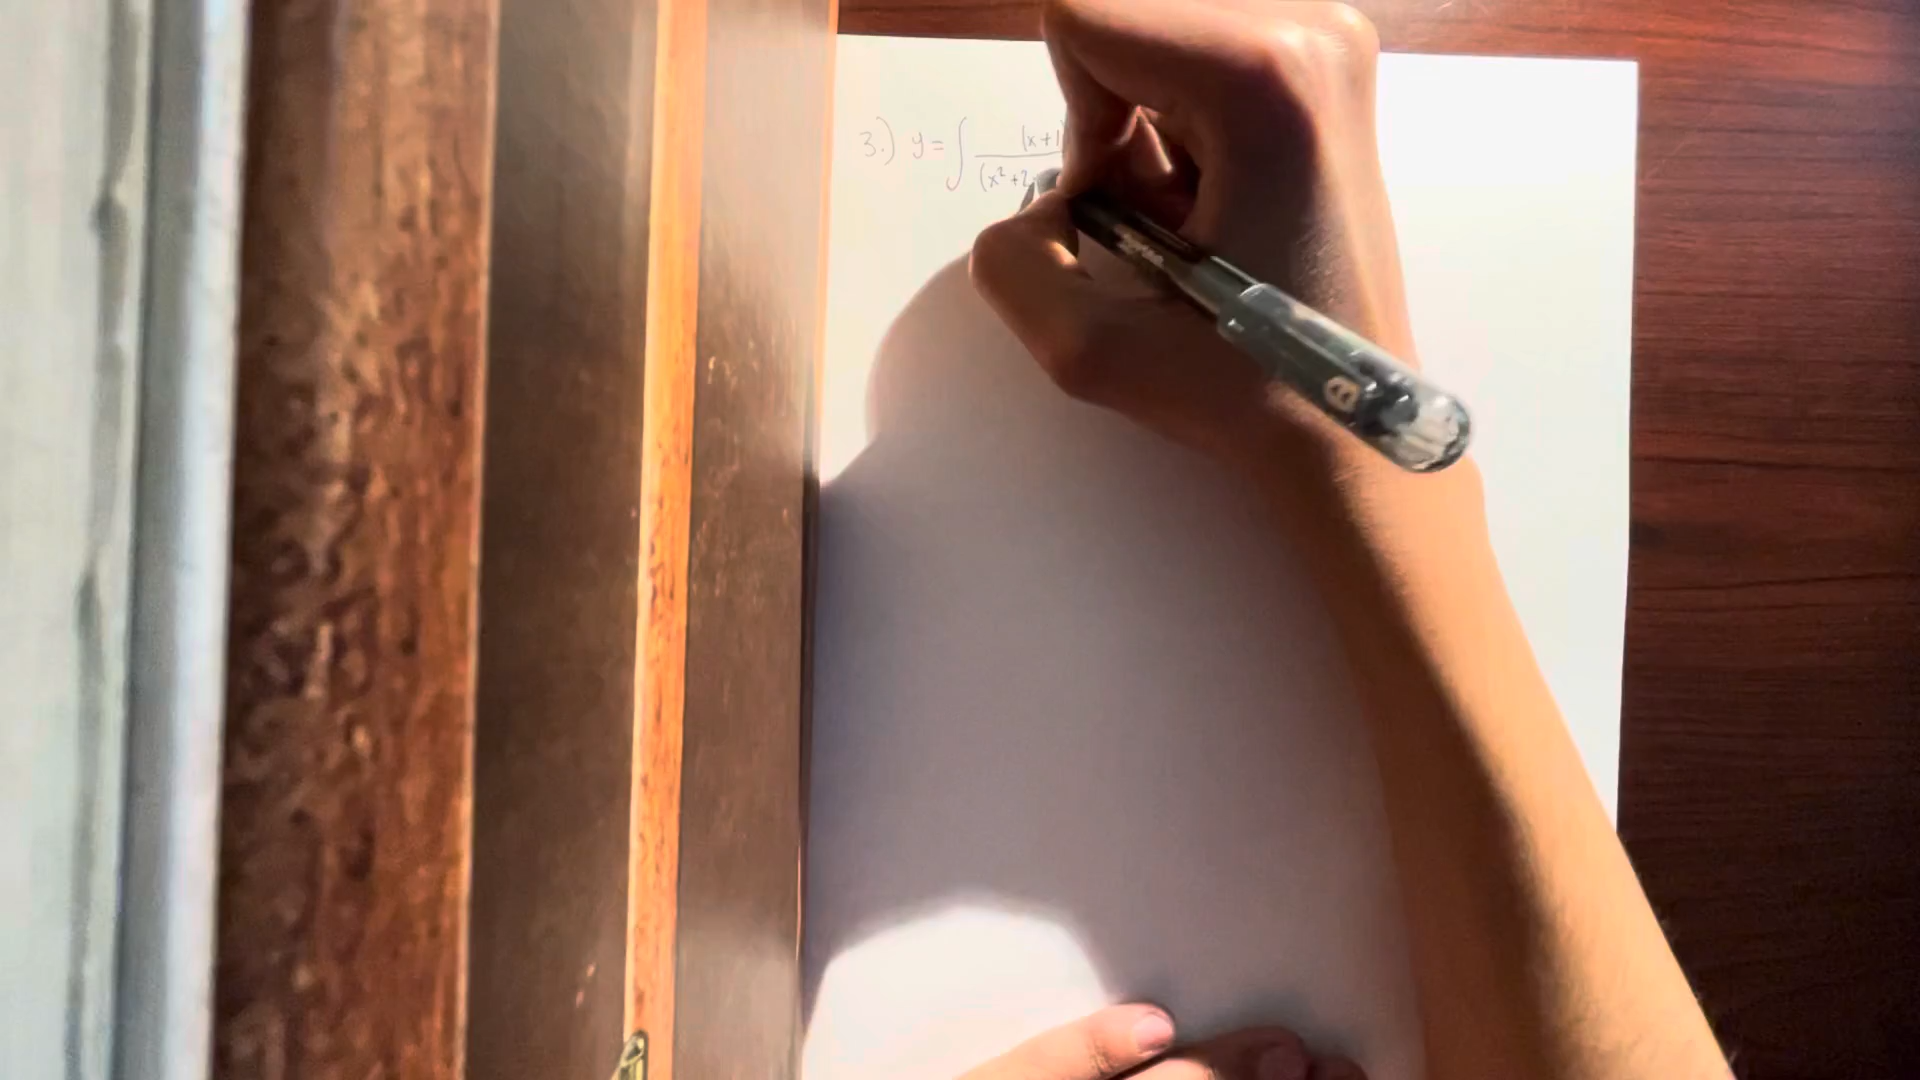 3.) y = ∫ (x+1) / (x² + 2
B